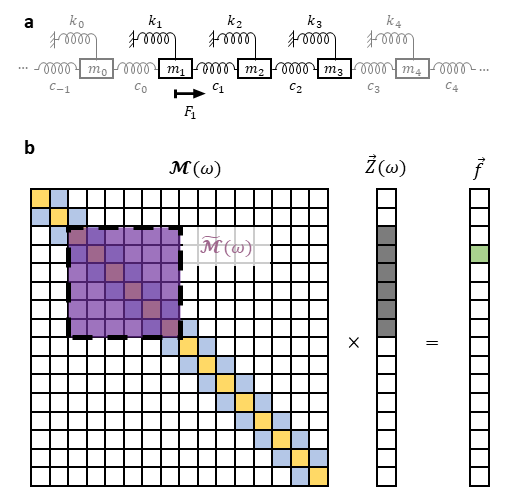 a
k₀ k₁ k₂ k₃ k₄
... m₀ m₁ m₂ m₃ m₄ ...
c₋₁ c₀ c₁ c₂ c₃ c₄
F₁
b
𝓜(ω) Z⃗(ω) f⃗
𝓜̃(ω)
× =